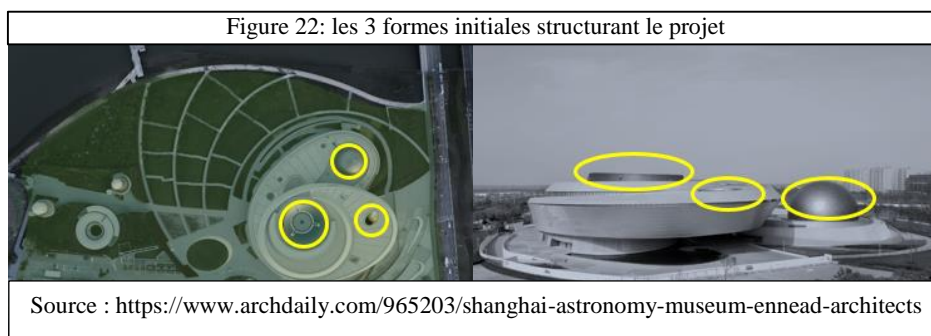 Figure 22: les 3 formes initiales structurant le projet
Source : https://www.archdaily.com/965203/shanghai-astronomy-museum-ennead-architects